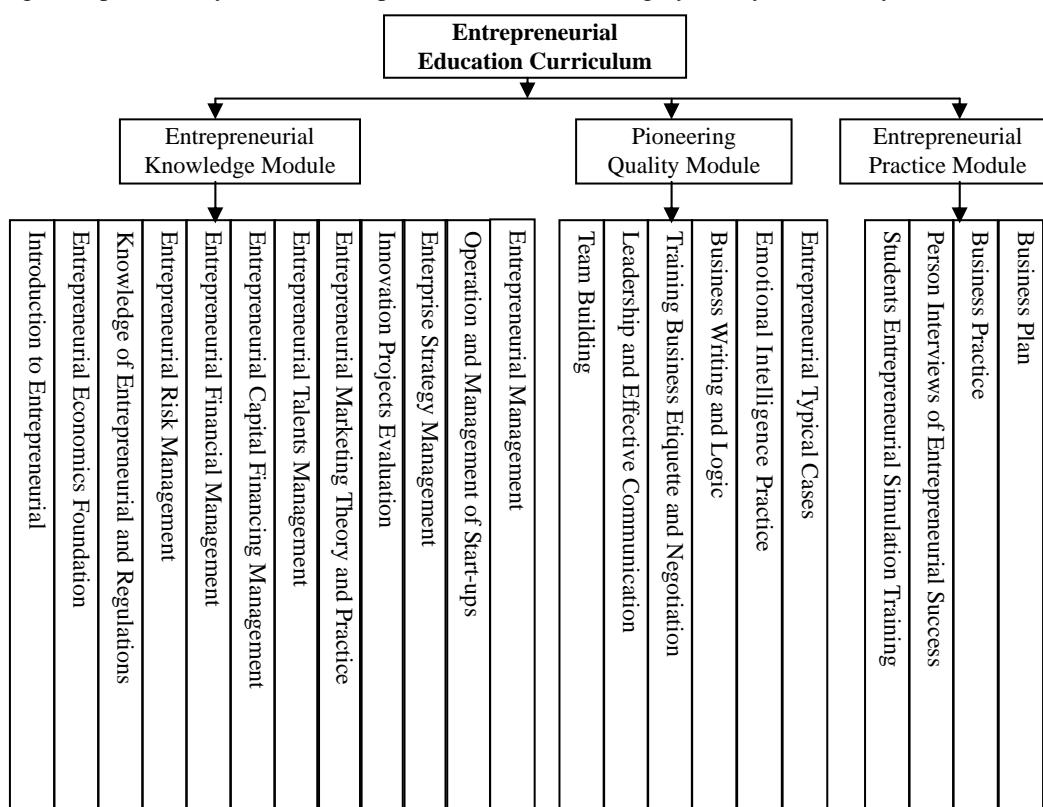 Entrepreneurial
Education Curriculum
Entrepreneurial
Knowledge Module
Pioneering
Quality Module
Entrepreneurial
Practice Module
Introduction to Entrepreneurial
Entrepreneurial Economics Foundation
Knowledge of Entrepreneurial and Regulations
Entrepreneurial Risk Management
Entrepreneurial Financial Management
Entrepreneurial Capital Financing Management
Entrepreneurial Talents Management
Entrepreneurial Marketing Theory and Practice
Innovation Projects Evaluation
Enterprise Strategy Management
Operation and Management of Start-ups
Entrepreneurial Management
Team Building
Leadership and Effective Communication
Training Business Etiquette and Negotiation
Business Writing and Logic
Emotional Intelligence Practice
Entrepreneurial Typical Cases
Students Entrepreneurial Simulation Training
Person Interviews of Entrepreneurial Success
Business Practice
Business Plan